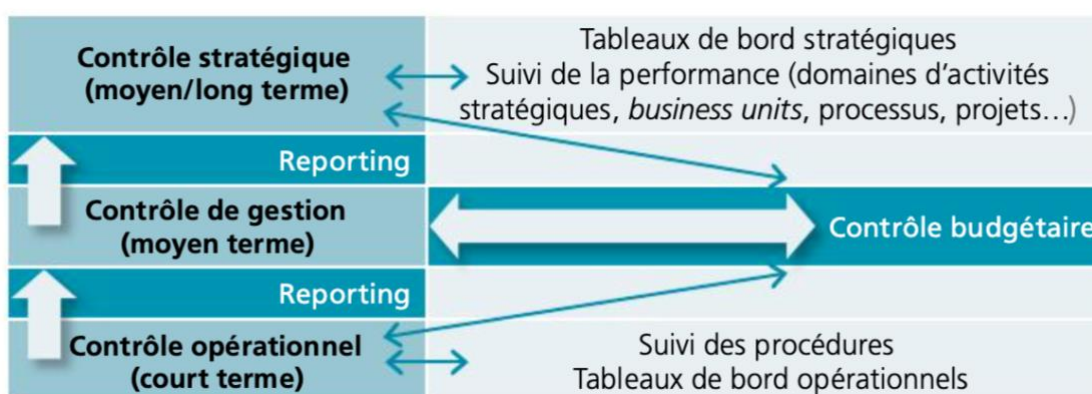 Contrôle stratégique
(moyen/long terme)
Tableaux de bord stratégiques
Suivi de la performance (domaines d’activités
stratégiques, business units, processus, projets…)
Reporting
Contrôle de gestion
(moyen terme)
Contrôle budgétaire
Reporting
Contrôle opérationnel
(court terme)
Suivi des procédures
Tableaux de bord opérationnels